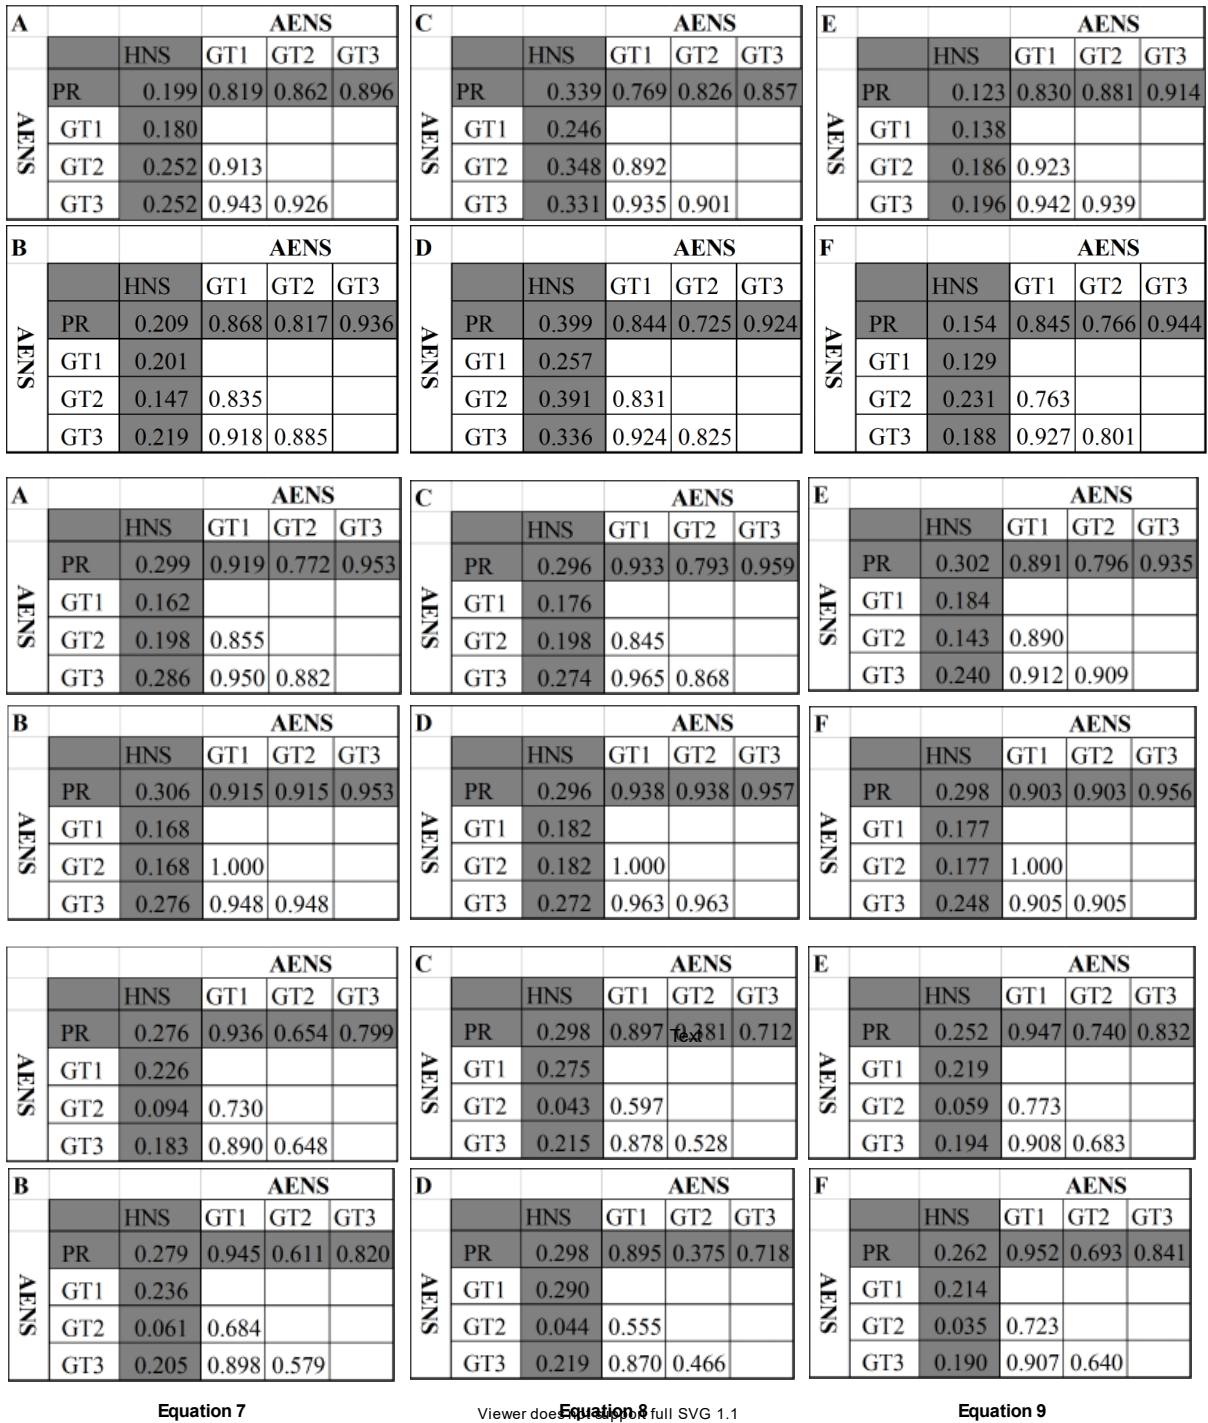 A AENS
HNS GT1 GT2 GT3
PR 0.199 0.819 0.862 0.896
GT1 0.180
GT2 0.252 0.913
GT3 0.252 0.943 0.926
AENS
C AENS
HNS GT1 GT2 GT3
PR 0.339 0.769 0.826 0.857
GT1 0.246
GT2 0.348 0.892
GT3 0.331 0.935 0.901
AENS
E AENS
HNS GT1 GT2 GT3
PR 0.123 0.830 0.881 0.914
GT1 0.138
GT2 0.186 0.923
GT3 0.196 0.942 0.939
AENS
B AENS
HNS GT1 GT2 GT3
PR 0.209 0.868 0.817 0.936
GT1 0.201
GT2 0.147 0.835
GT3 0.219 0.918 0.885
AENS
D AENS
HNS GT1 GT2 GT3
PR 0.399 0.844 0.725 0.924
GT1 0.257
GT2 0.391 0.831
GT3 0.336 0.924 0.825
AENS
F AENS
HNS GT1 GT2 GT3
PR 0.154 0.845 0.766 0.944
GT1 0.129
GT2 0.231 0.763
GT3 0.188 0.927 0.801
AENS
A AENS
HNS GT1 GT2 GT3
PR 0.299 0.919 0.772 0.953
GT1 0.162
GT2 0.198 0.855
GT3 0.286 0.950 0.882
AENS
C AENS
HNS GT1 GT2 GT3
PR 0.296 0.933 0.793 0.959
GT1 0.176
GT2 0.198 0.845
GT3 0.274 0.965 0.868
AENS
E AENS
HNS GT1 GT2 GT3
PR 0.302 0.891 0.796 0.935
GT1 0.184
GT2 0.143 0.890
GT3 0.240 0.912 0.909
AENS
B AENS
HNS GT1 GT2 GT3
PR 0.306 0.915 0.915 0.953
GT1 0.168
GT2 0.168 1.000
GT3 0.276 0.948 0.948
AENS
D AENS
HNS GT1 GT2 GT3
PR 0.296 0.938 0.938 0.957
GT1 0.182
GT2 0.182 1.000
GT3 0.272 0.963 0.963
AENS
F AENS
HNS GT1 GT2 GT3
PR 0.298 0.903 0.903 0.956
GT1 0.177
GT2 0.177 1.000
GT3 0.248 0.905 0.905
AENS
AENS
HNS GT1 GT2 GT3
PR 0.276 0.936 0.654 0.799
GT1 0.226
GT2 0.094 0.730
GT3 0.183 0.890 0.648
AENS
C AENS
HNS GT1 GT2 GT3
PR 0.298 0.897 0.381 0.712
Text
GT1 0.275
GT2 0.043 0.597
GT3 0.215 0.878 0.528
AENS
E AENS
HNS GT1 GT2 GT3
PR 0.252 0.947 0.740 0.832
GT1 0.219
GT2 0.059 0.773
GT3 0.194 0.908 0.683
AENS
B AENS
HNS GT1 GT2 GT3
PR 0.279 0.945 0.611 0.820
GT1 0.236
GT2 0.061 0.684
GT3 0.205 0.898 0.579
AENS
D AENS
HNS GT1 GT2 GT3
PR 0.298 0.895 0.375 0.718
GT1 0.290
GT2 0.044 0.555
GT3 0.219 0.870 0.466
AENS
F AENS
HNS GT1 GT2 GT3
PR 0.262 0.952 0.693 0.841
GT1 0.214
GT2 0.035 0.723
GT3 0.190 0.907 0.640
AENS
Equation 7
Equation 8
Equation 9
Viewer does not support full SVG 1.1